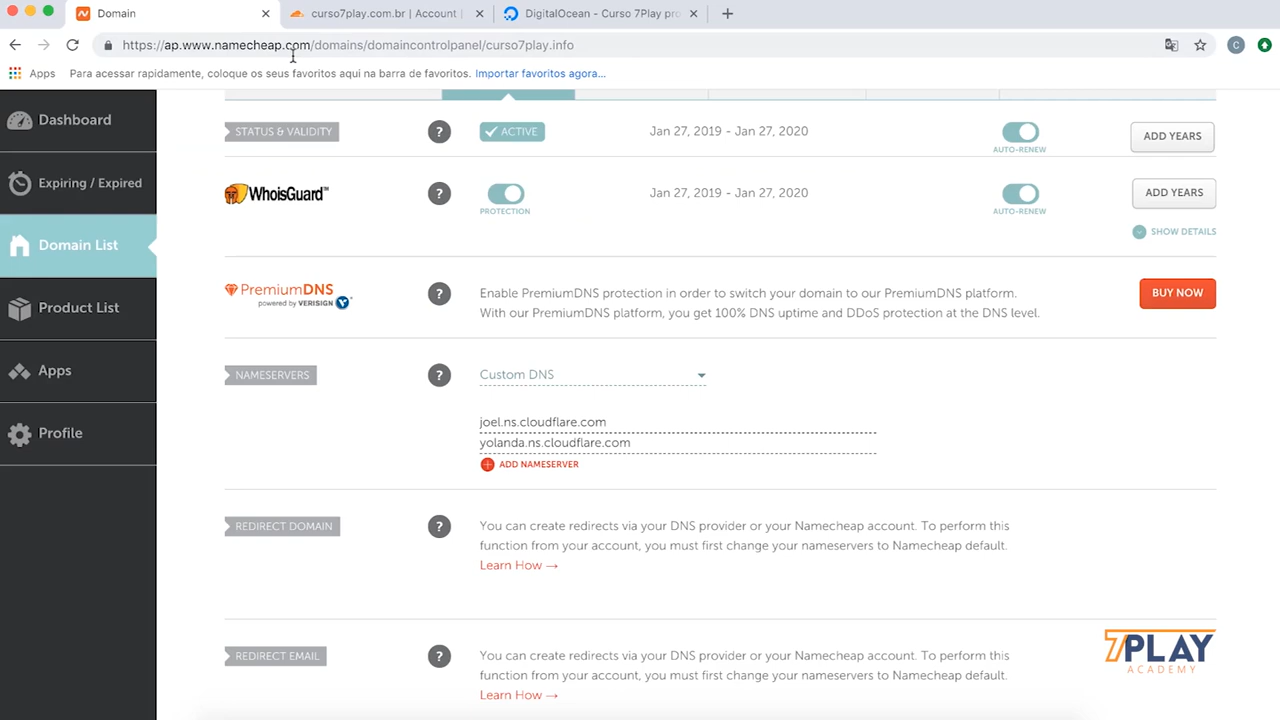 Domain
curso7play.com.br | Account |
DigitalOcean - Curso 7Play pro
https://ap.www.namecheap.com/domains/domaincontrolpanel/curso7play.info
C
Apps
Para acessar rapidamente, coloque os seus favoritos aqui na barra de favoritos. Importar favoritos agora...
Dashboard
Expiring / Expired
Domain List
Product List
Apps
Profile
STATUS & VALIDITY
?
ACTIVE
Jan 27, 2019 - Jan 27, 2020
AUTO-RENEW
ADD YEARS
WhoisGuard™
?
PROTECTION
Jan 27, 2019 - Jan 27, 2020
AUTO-RENEW
ADD YEARS
SHOW DETAILS
PremiumDNS
powered by VERISIGN
?
Enable PremiumDNS protection in order to switch your domain to our PremiumDNS platform.
With our PremiumDNS platform, you get 100% DNS uptime and DDoS protection at the DNS level.
BUY NOW
NAMESERVERS
?
Custom DNS
joel.ns.cloudflare.com
yolanda.ns.cloudflare.com
ADD NAMESERVER
REDIRECT DOMAIN
?
You can create redirects via your DNS provider or your Namecheap account. To perform this
function from your account, you must first change your nameservers to Namecheap default.
Learn How →
REDIRECT EMAIL
?
You can create redirects via your DNS provider or your Namecheap account. To perform this
function from your account, you must first change your nameservers to Namecheap default.
Learn How →
7PLAY
ACADEMY